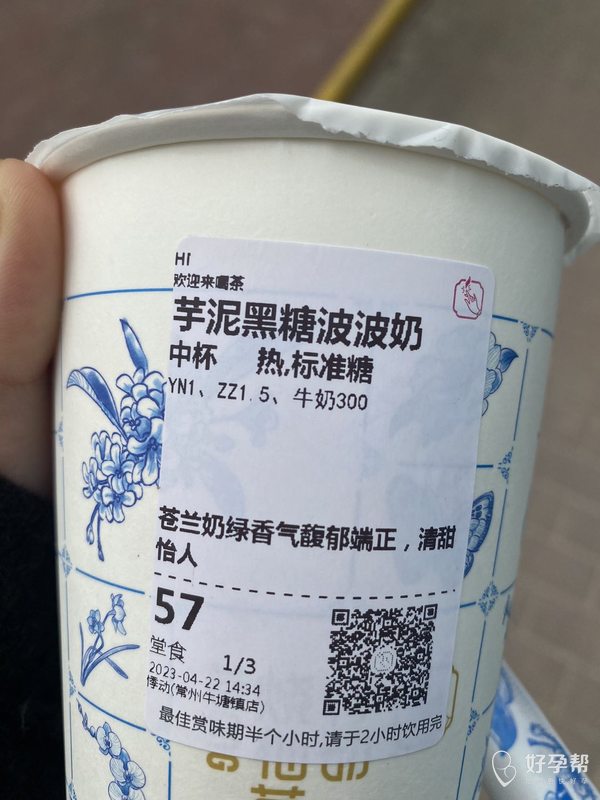 HI
欢迎来喝茶
芋泥黑糖波波奶
中杯 热,标准糖
YN1、ZZ1.5、牛奶300
苍兰奶绿香气馥郁端正，清甜
怡人
57
堂食 1/3
2023-04-22 14:34
悸动(常州牛塘镇店)
最佳赏味期半个小时,请于2小时饮用完
好孕帮